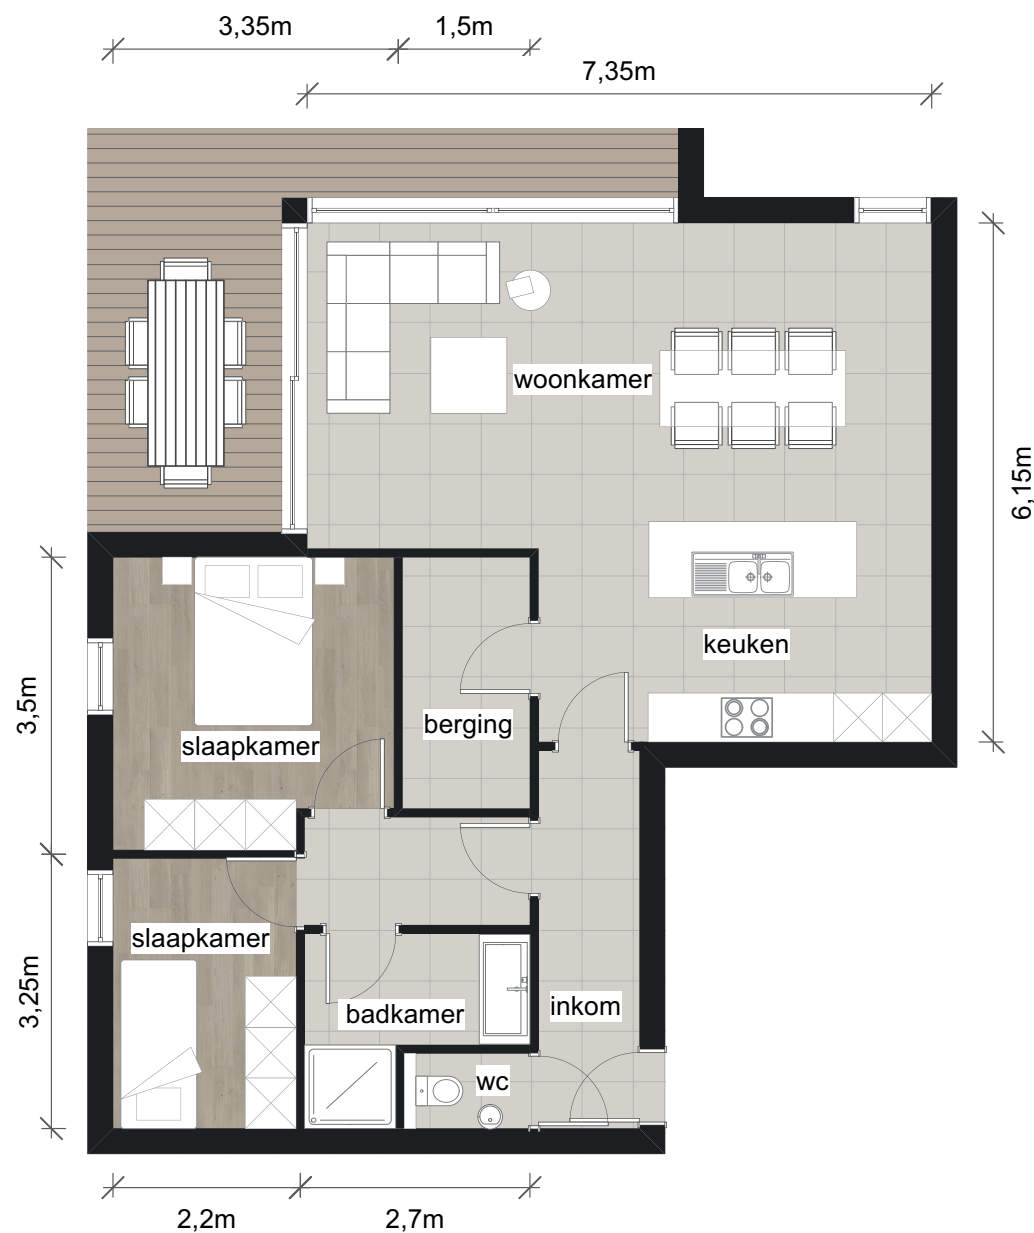 3,35m
1,5m
7,35m
woonkamer
6,15m
keuken
3,5m
berging
slaapkamer
slaapkamer
3,25m
badkamer
inkom
wc
2,2m
2,7m